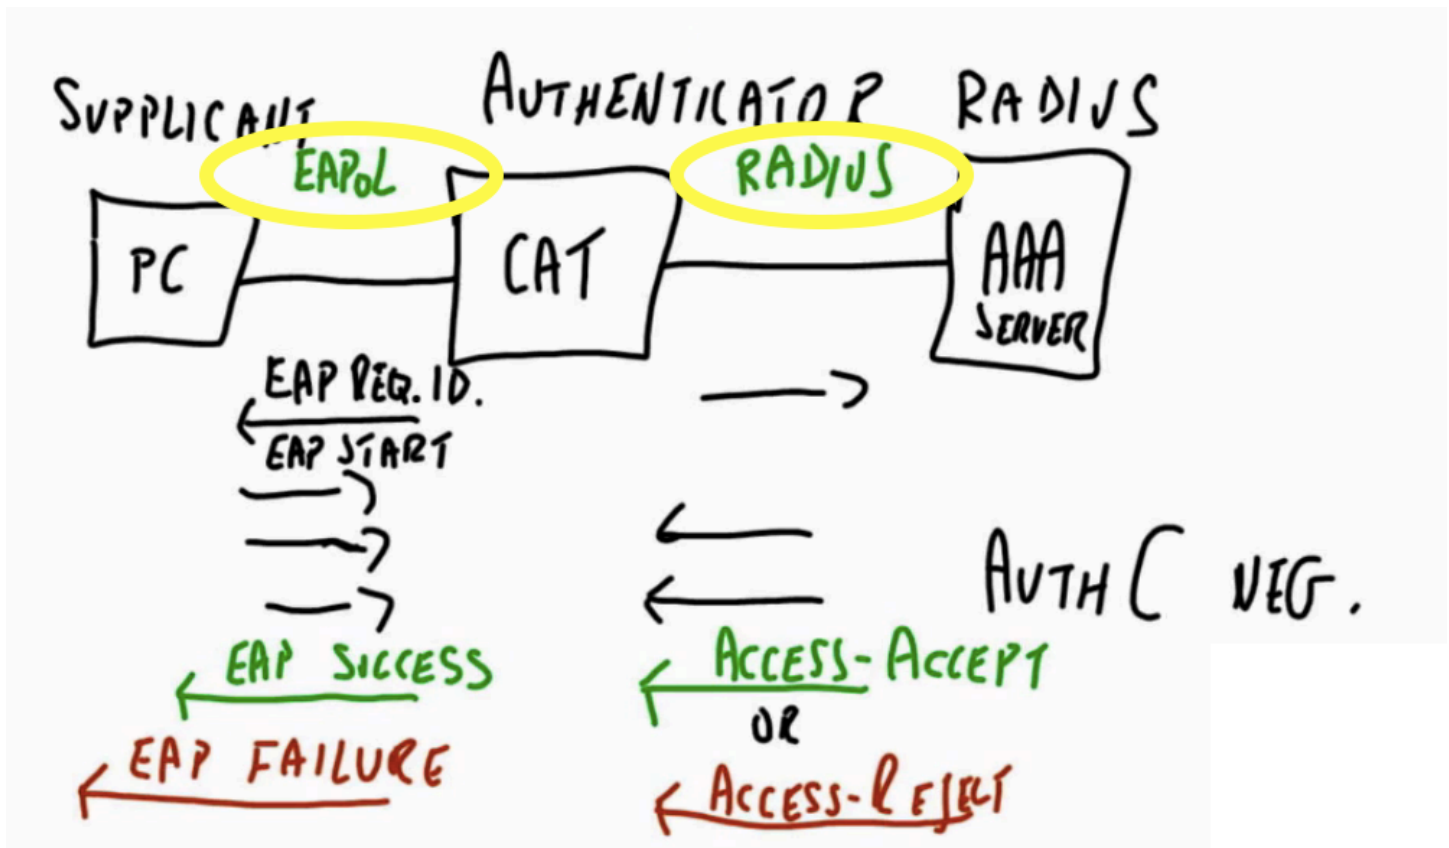 SUPPLICANT
AUTHENTICATOR
RADIUS
EAPoL
RADIUS
PC
CAT
AAA
SERVER
EAP REQ. ID.
EAP START
AUTHC NEG.
EAP SUCCESS
ACCESS-ACCEPT
OR
EAP FAILURE
ACCESS-REJECT